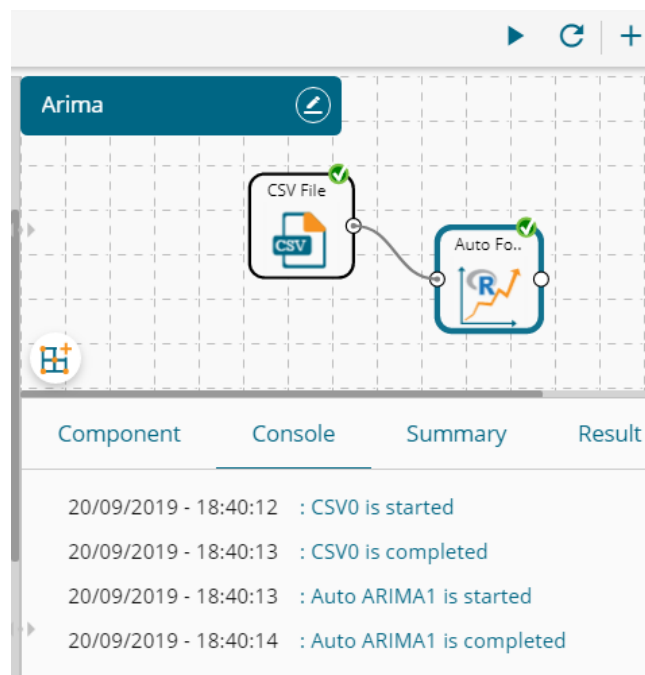 Arima
CSV File
CSV
Auto Fo..
R
Component Console Summary Result
20/09/2019 - 18:40:12 : CSV0 is started
20/09/2019 - 18:40:13 : CSV0 is completed
20/09/2019 - 18:40:13 : Auto ARIMA1 is started
20/09/2019 - 18:40:14 : Auto ARIMA1 is completed